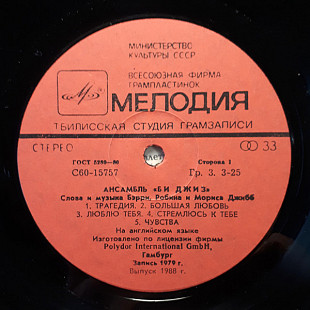 МИНИСТЕРСТВО
КУЛЬТУРЫ СССР
ВСЕСОЮЗНАЯ ФИРМА
ГРАМПЛАСТИНОК
МЕЛОДИЯ
ТБИЛИССКАЯ СТУДИЯ ГРАМЗАПИСИ
СТЕРЕО
33
ГОСТ 5289—80
Сторона 1
С60-15757
Гр. 3. 3-25
АНСАМБЛЬ «БИ ДЖИЗ»
Слова и музыка Бэрри, Робина и Мориса Джибб
1. ТРАГЕДИЯ. 2. БОЛЬШАЯ ЛЮБОВЬ
3. ЛЮБЛЮ ТЕБЯ. 4. СТРЕМЛЮСЬ К ТЕБЕ
5. ЧУВСТВА
На английском языке
Изготовлено по лицензии фирмы
Polydor International GmbH,
Гамбург
Запись 1979 г.
Выпуск 1988 г.